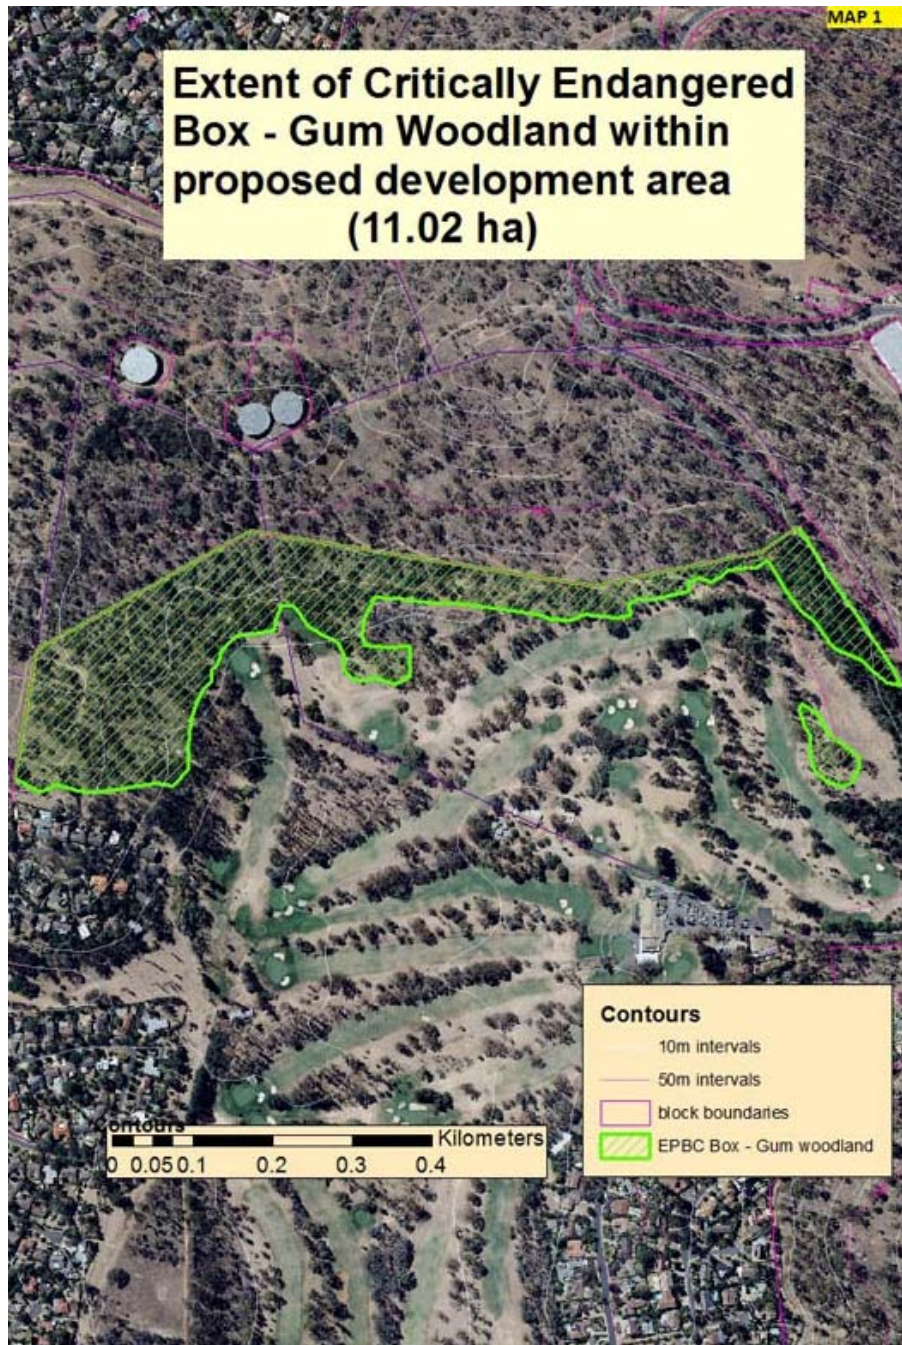 MAP 1
Extent of Critically Endangered
Box - Gum Woodland within
proposed development area
(11.02 ha)
Contours
10m intervals
50m intervals
block boundaries
EPBC Box - Gum woodland
Contours
Kilometers
0 0.05 0.1 0.2 0.3 0.4